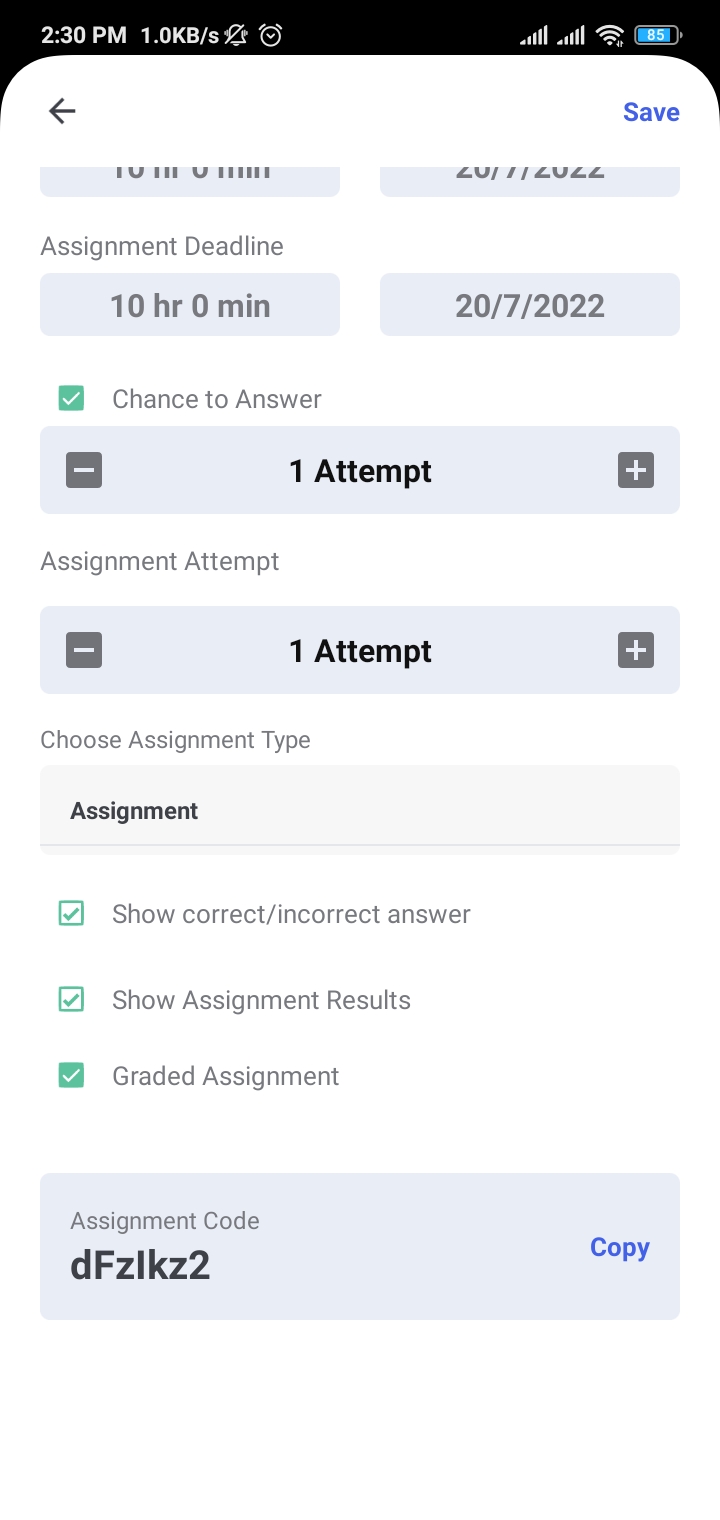 2:30 PM 1.0KB/s 85
Save
10 hr 0 min 20/7/2022
Assignment Deadline
10 hr 0 min 20/7/2022
Chance to Answer
1 Attempt
Assignment Attempt
1 Attempt
Choose Assignment Type
Assignment
Show correct/incorrect answer
Show Assignment Results
Graded Assignment
Assignment Code
dFzIkz2
Copy